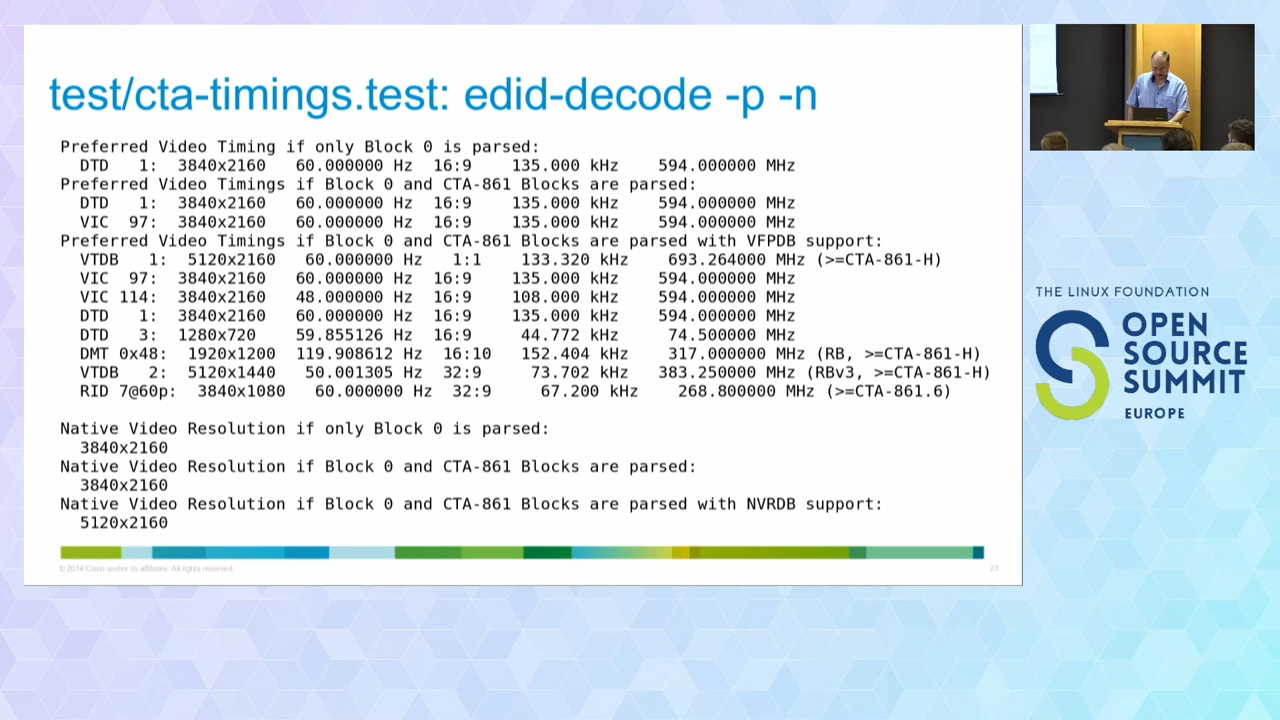 test/cta-timings.test: edid-decode -p -n
Preferred Video Timing if only Block 0 is parsed:
DTD 1: 3840x2160 60.000000 Hz 16:9 135.000 kHz 594.000000 MHz
Preferred Video Timings if Block 0 and CTA-861 Blocks are parsed:
DTD 1: 3840x2160 60.000000 Hz 16:9 135.000 kHz 594.000000 MHz
VIC 97: 3840x2160 60.000000 Hz 16:9 135.000 kHz 594.000000 MHz
Preferred Video Timings if Block 0 and CTA-861 Blocks are parsed with VFPDB support:
VTDB 1: 5120x2160 60.000000 Hz 1:1 133.320 kHz 693.264000 MHz (>=CTA-861-H)
VIC 97: 3840x2160 60.000000 Hz 16:9 135.000 kHz 594.000000 MHz
VIC 114: 3840x2160 48.000000 Hz 16:9 108.000 kHz 594.000000 MHz
DTD 1: 3840x2160 60.000000 Hz 16:9 135.000 kHz 594.000000 MHz
DTD 3: 1280x720 59.855126 Hz 16:9 44.772 kHz 74.500000 MHz
DMT 0x48: 1920x1200 119.908612 Hz 16:10 152.404 kHz 317.000000 MHz (RB, >=CTA-861-H)
VTDB 2: 5120x1440 50.001305 Hz 32:9 73.702 kHz 383.250000 MHz (RBv3, >=CTA-861-H)
RID 7@60p: 3840x1080 60.000000 Hz 32:9 67.200 kHz 268.800000 MHz (>=CTA-861.6)
Native Video Resolution if only Block 0 is parsed:
3840x2160
Native Video Resolution if Block 0 and CTA-861 Blocks are parsed:
3840x2160
Native Video Resolution if Block 0 and CTA-861 Blocks are parsed with NVRDB support:
5120x2160
© 2014 Cisco and/or its affiliates. All rights reserved.
23
THE LINUX FOUNDATION
OPEN
SOURCE
SUMMIT
EUROPE